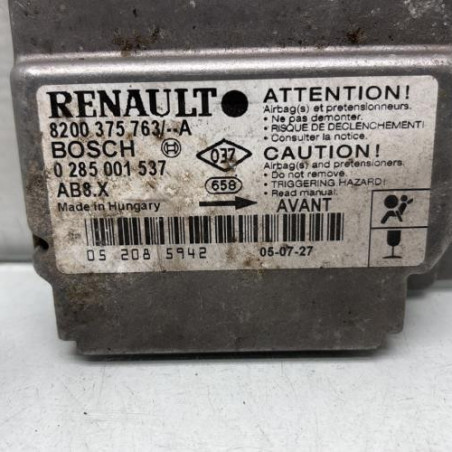 RENAULT
8200 375 763/--A
BOSCH
0 285 001 537
AB8.X
Made in Hungary
037
658
ATTENTION!
Airbag(s) et pretensionneurs.
• Ne pas demonter.
• RISQUE DE DECLENCHEMENT!
Consulter la notice.
CAUTION!
Airbag(s) and pretensioners.
• Do not remove.
• TRIGGERING HAZARD!
• Read manual.
AVANT
05 208 5942
05-07-27